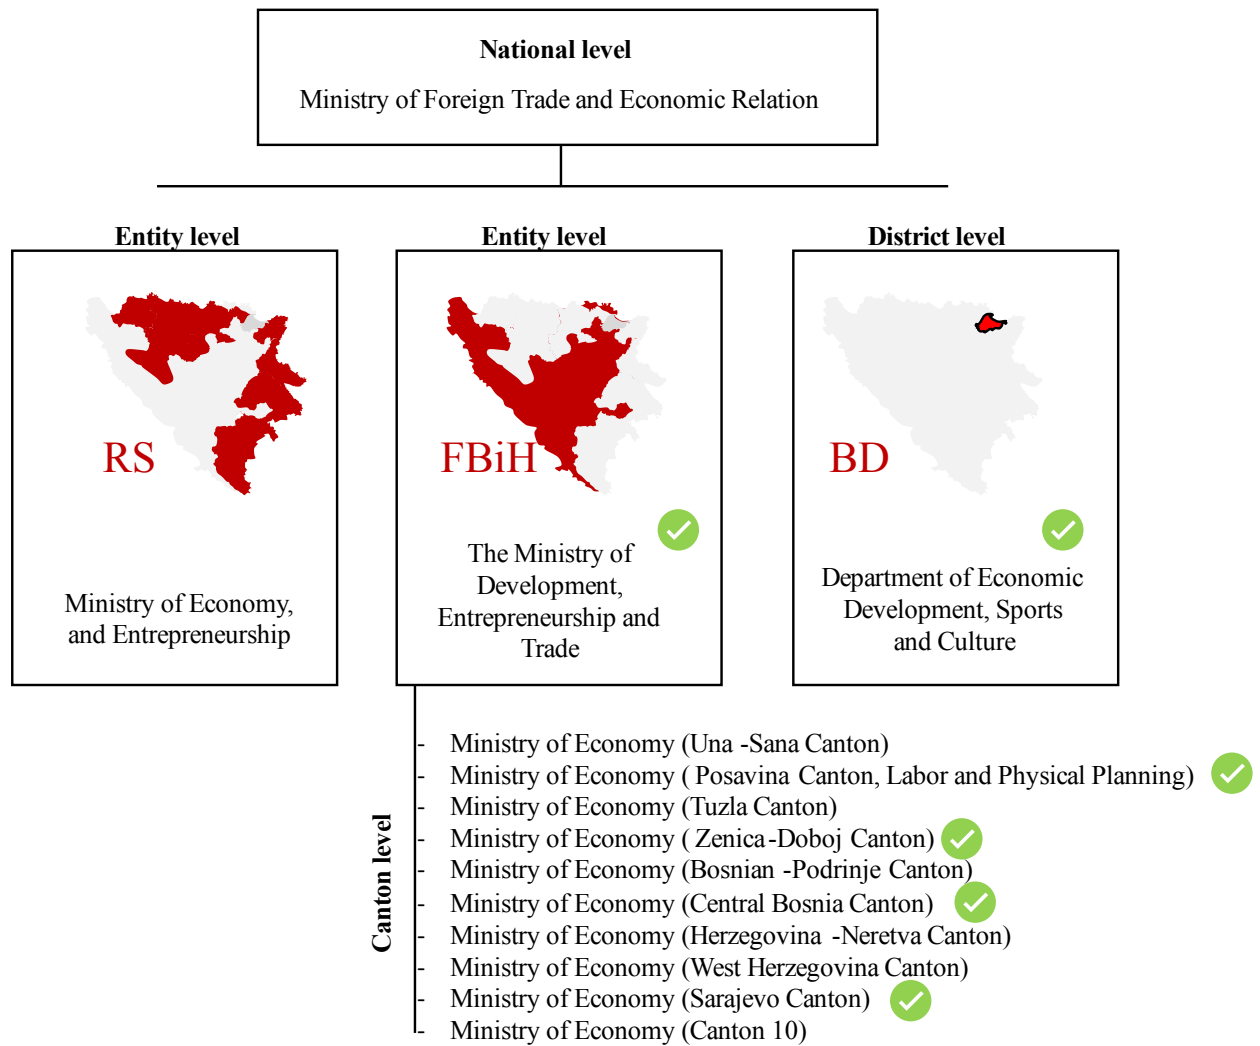 National level
Ministry of Foreign Trade and Economic Relation
Entity level
RS
Ministry of Economy,
and Entrepreneurship
Entity level
FBiH
The Ministry of
Development,
Entrepreneurship and
Trade
District level
BD
Department of Economic
Development, Sports
and Culture
Canton level
- Ministry of Economy (Una -Sana Canton)
- Ministry of Economy ( Posavina Canton, Labor and Physical Planning)
- Ministry of Economy (Tuzla Canton)
- Ministry of Economy ( Zenica-Doboj Canton)
- Ministry of Economy (Bosnian -Podrinje Canton)
- Ministry of Economy (Central Bosnia Canton)
- Ministry of Economy (Herzegovina -Neretva Canton)
- Ministry of Economy (West Herzegovina Canton)
- Ministry of Economy (Sarajevo Canton)
- Ministry of Economy (Canton 10)